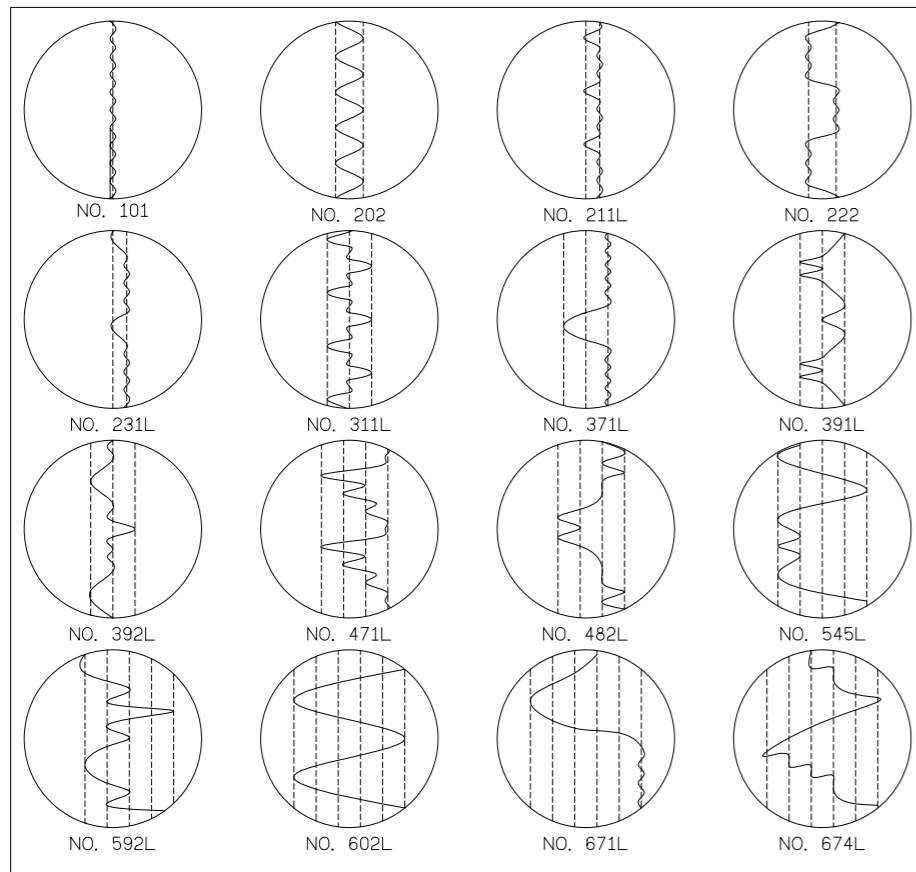 NO. 101
NO. 202
NO. 211L
NO. 222
NO. 231L
NO. 311L
NO. 371L
NO. 391L
NO. 392L
NO. 471L
NO. 482L
NO. 545L
NO. 592L
NO. 602L
NO. 671L
NO. 674L